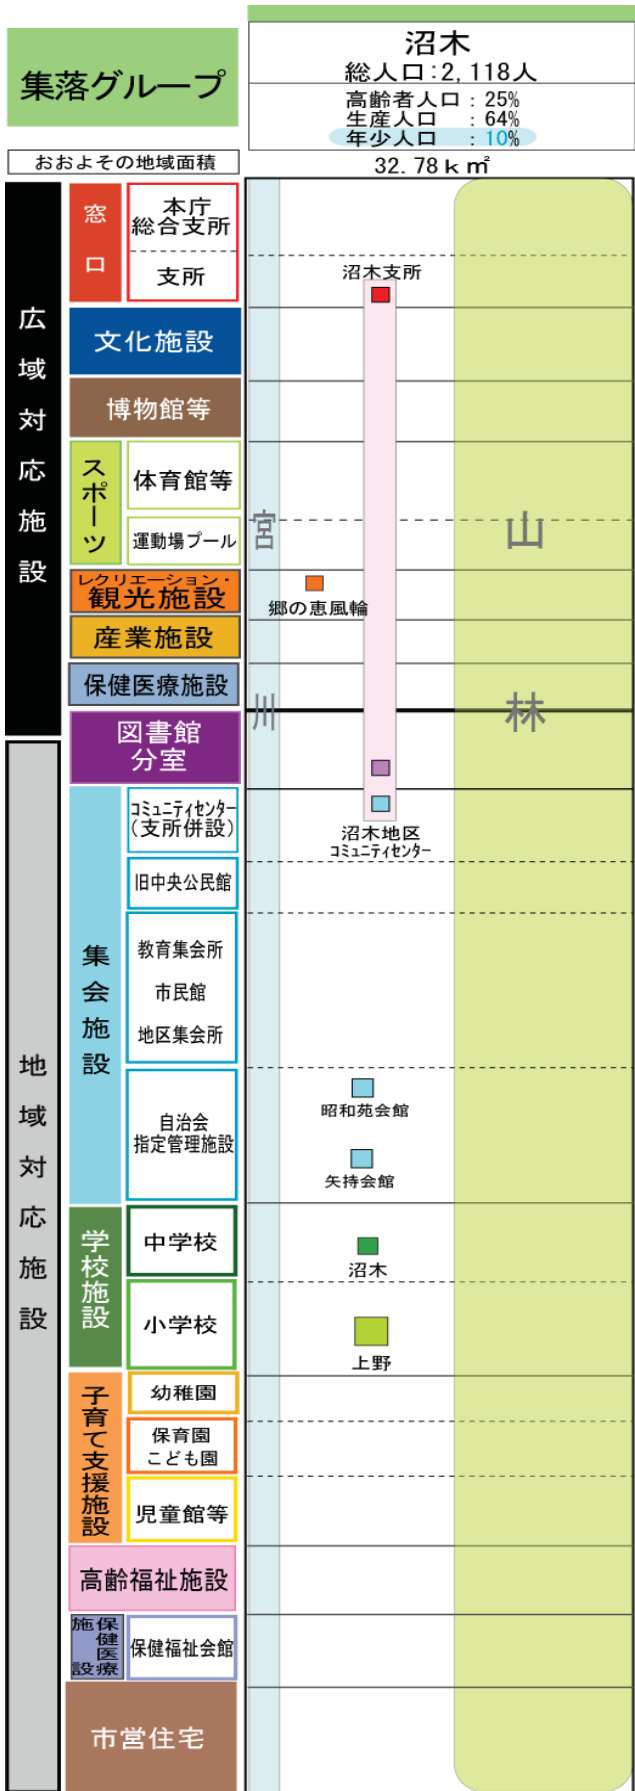 集落グループ
沼木
総人口：2,118人
高齢者人口：25%
生産人口　：64%
年少人口　：10%
おおよその地域面積
32.78ｋ㎡
広域対応施設
窓口
本庁
総合支所
支所
沼木支所
文化施設
博物館等
スポーツ
体育館等
運動場プール
レクリエーション・
観光施設
郷の恵風輪
産業施設
保健医療施設
宮川
山林
図書館
分室
地域対応施設
集会施設
コミュニティセンター
（支所併設）
沼木地区
コミュニティセンター
旧中央公民館
教育集会所
市民館
地区集会所
自治会
指定管理施設
昭和苑会館
矢持会館
学校施設
中学校
沼木
小学校
上野
子育て支援施設
幼稚園
保育園
こども園
児童館等
高齢福祉施設
保健医療
施設
保健福祉会館
市営住宅